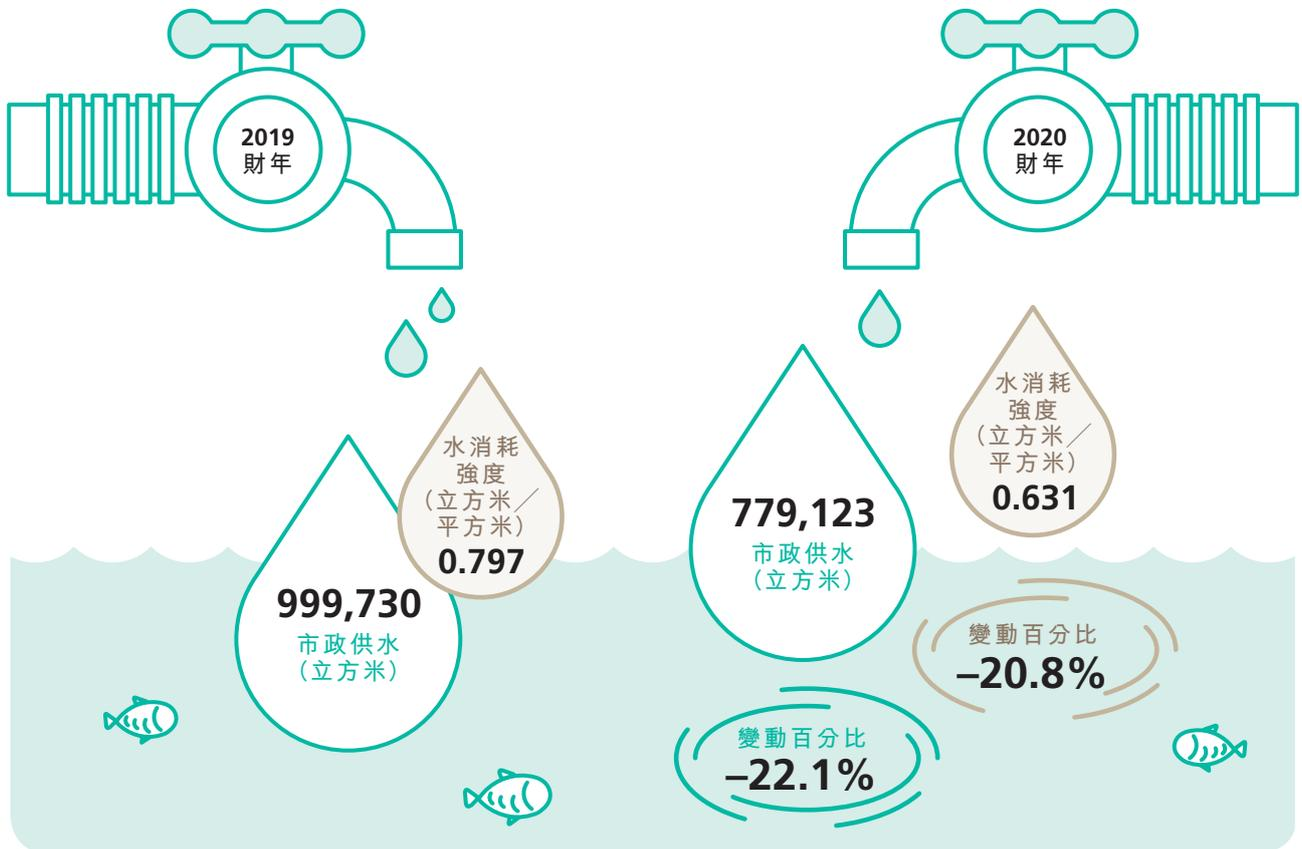 2019
財年
2020
財年
水消耗
強度
（立方米／
平方米）
0.797
999,730
市政供水
（立方米）
水消耗
強度
（立方米／
平方米）
0.631
779,123
市政供水
（立方米）
變動百分比
–20.8%
變動百分比
–22.1%